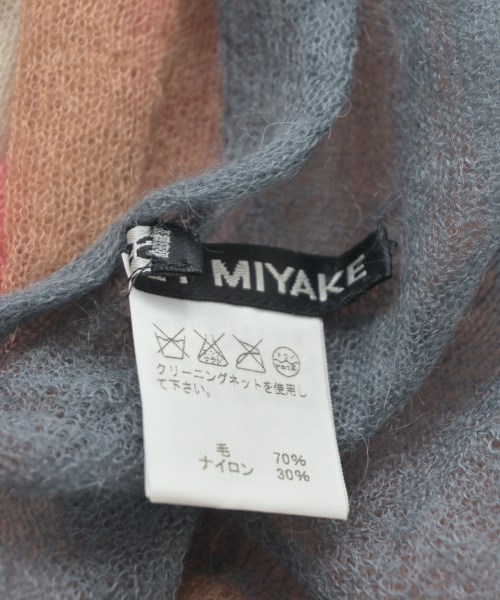 MIYAKE
クリーニングネットを使用し
て下さい。
毛 70%
ナイロン 30%